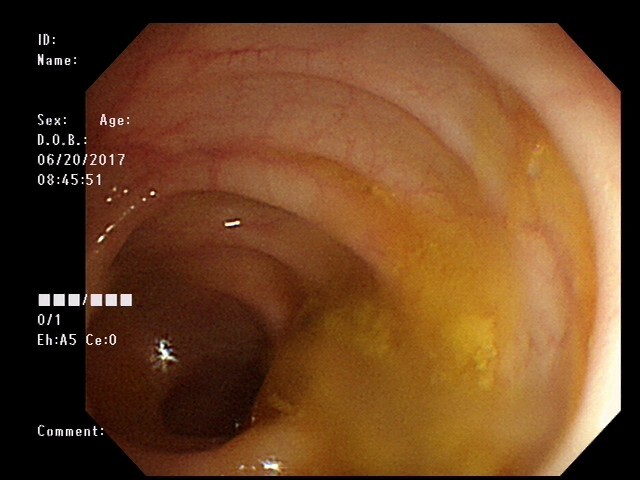 ID:
Name:
Sex: Age:
D.O.B.:
06/20/2017
08:45:51
■■■/■■■
0/1
Eh:A5 Ce:0
Comment: